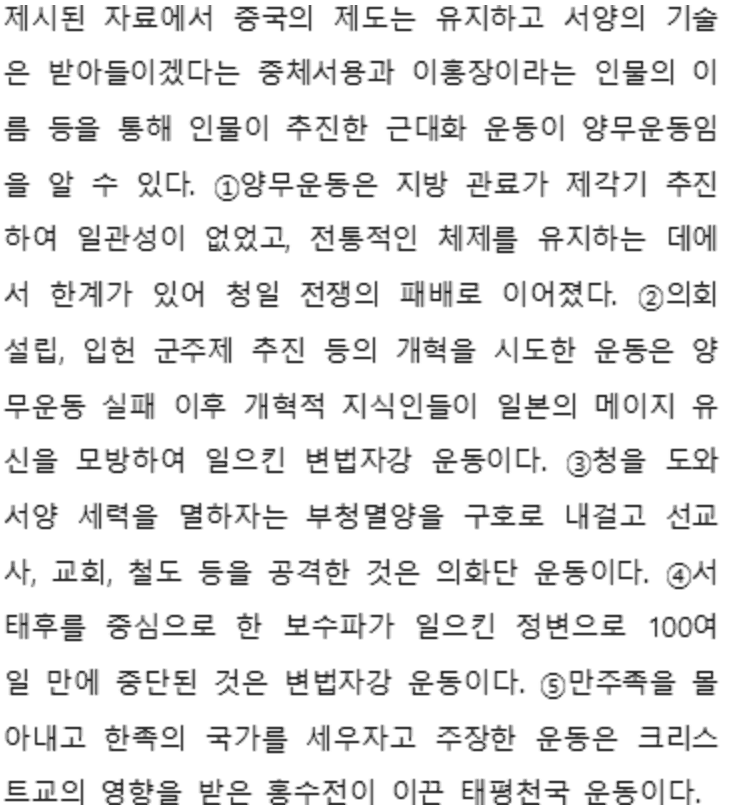 제시된 자료에서 중국의 제도는 유지하고 서양의 기술
은 받아들이겠다는 중체서용과 이홍장이라는 인물의 이
름 등을 통해 인물이 추진한 근대화 운동이 양무운동임
을 알 수 있다. ①양무운동은 지방 관료가 제각기 추진
하여 일관성이 없었고, 전통적인 체제를 유지하는 데에
서 한계가 있어 청일 전쟁의 패배로 이어졌다. ②의회
설립, 입헌 군주제 추진 등의 개혁을 시도한 운동은 양
무운동 실패 이후 개혁적 지식인들이 일본의 메이지 유
신을 모방하여 일으킨 변법자강 운동이다. ③청을 도와
서양 세력을 멸하자는 부청멸양을 구호로 내걸고 선교
사, 교회, 철도 등을 공격한 것은 의화단 운동이다. ④서
태후를 중심으로 한 보수파가 일으킨 정변으로 100여
일 만에 중단된 것은 변법자강 운동이다. ⑤만주족을 몰
아내고 한족의 국가를 세우자고 주장한 운동은 크리스
트교의 영향을 받은 홍수전이 이끈 태평천국 운동이다.